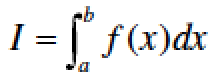 I = ∫_a^b f(x)dx